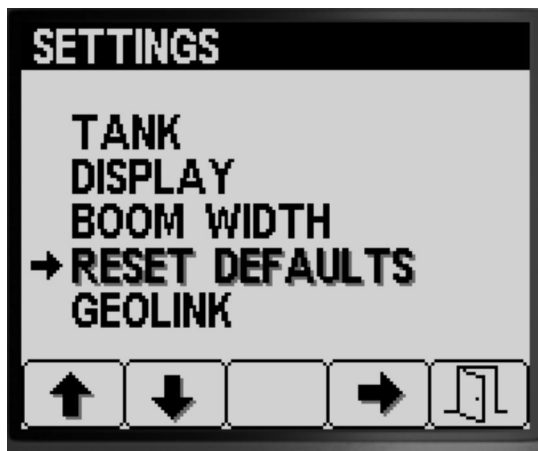 SETTINGS
TANK
DISPLAY
BOOM WIDTH
RESET DEFAULTS
GEOLINK